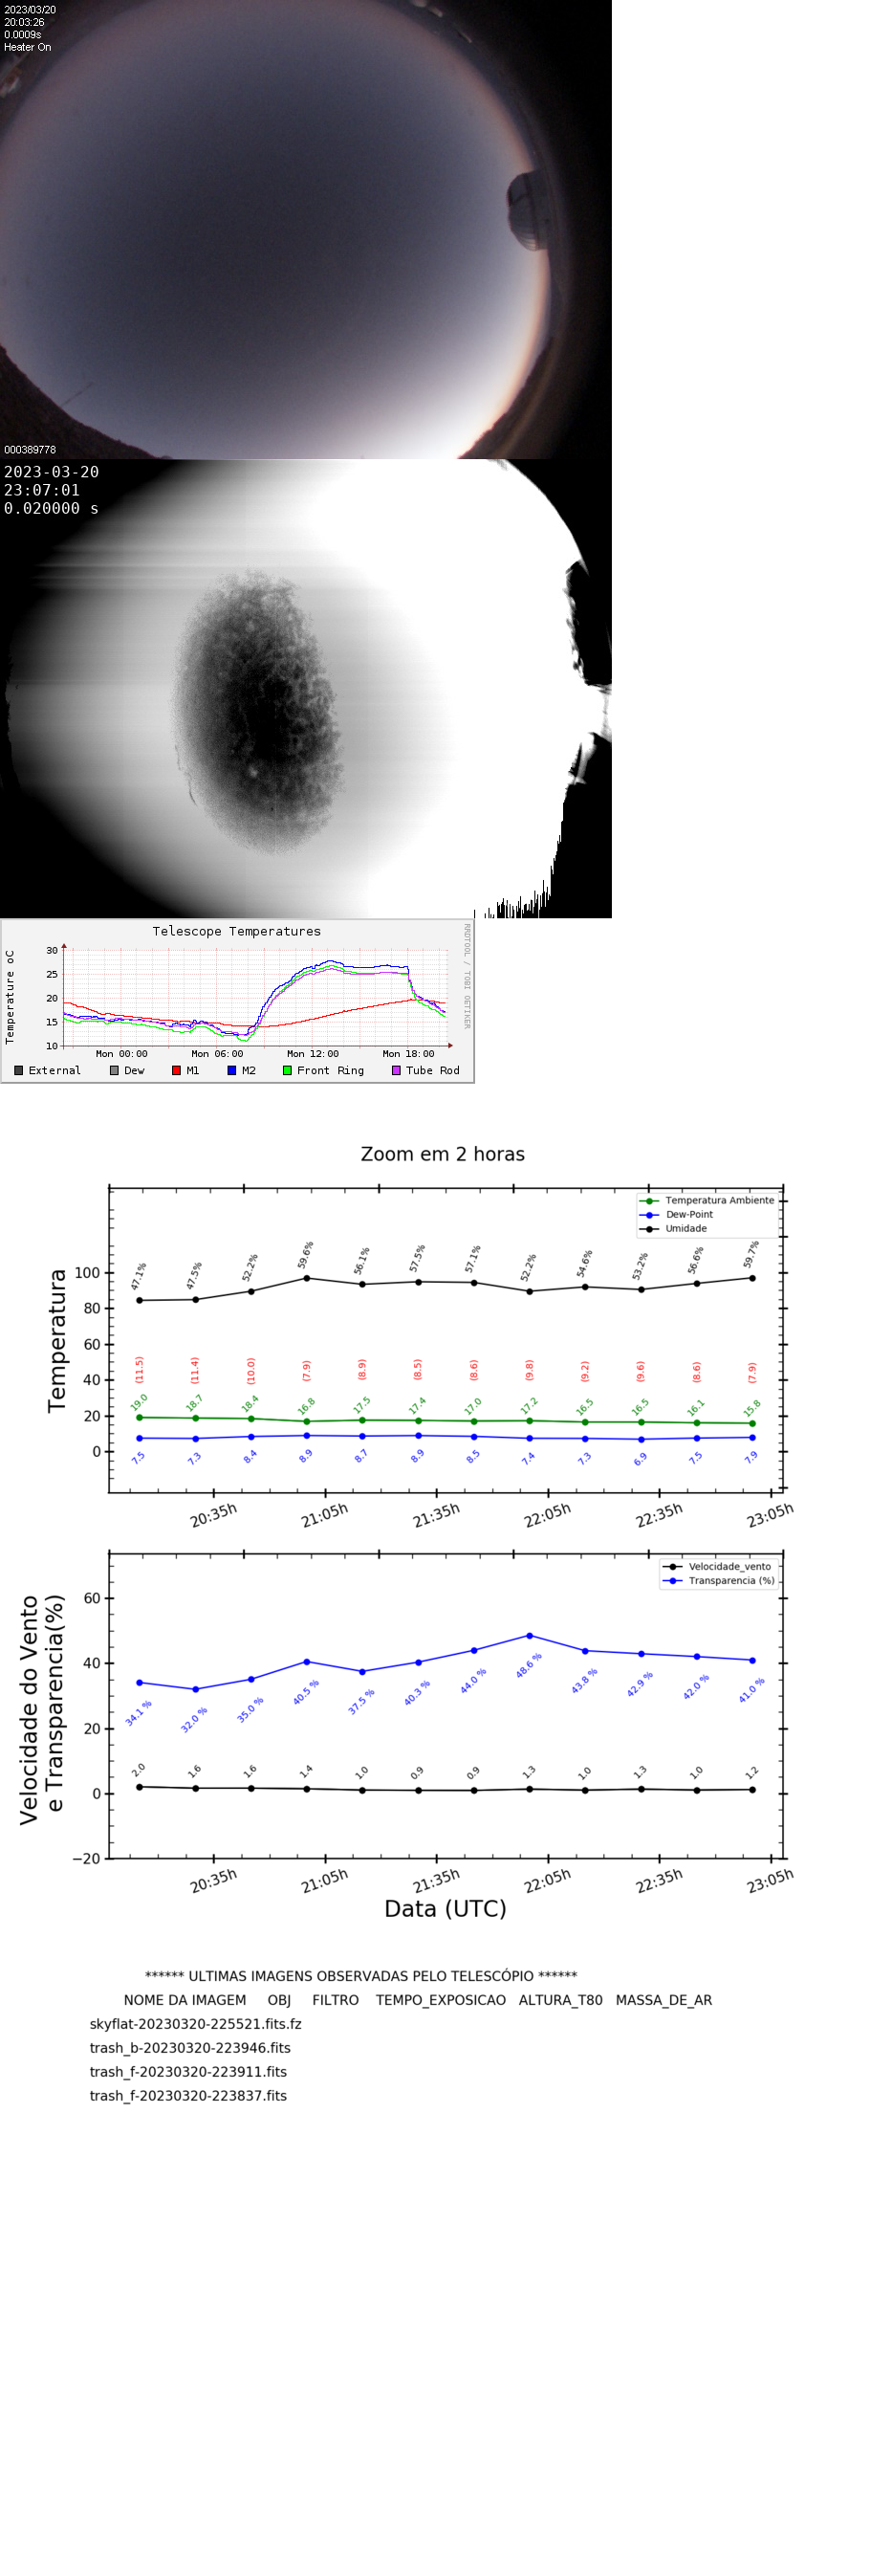 2023/03/20
20:03:26
0.0009s
Heater On
000389778
2023-03-20
23:07:01
0.020000 s
Telescope Temperatures
RRDTOOL / TOBI OETIKER
Temperature oC
30
25
20
15
10
Mon 00:00 Mon 06:00 Mon 12:00 Mon 18:00
External Dew M1 M2 Front Ring Tube Rod
Zoom em 2 horas
Temperatura Ambiente
Dew-Point
Umidade
Temperatura
100
80
60
40
20
0
47.1% 47.5% 52.2% 59.6% 56.1% 57.5% 57.1% 52.2% 54.6% 53.2% 56.6% 59.7%
(11.5) (11.4) (10.0) (7.9) (8.9) (8.5) (8.6) (9.8) (9.2) (9.6) (8.6) (7.9)
19.0 18.7 18.4 16.8 17.5 17.4 17.0 17.2 16.5 16.5 16.1 15.8
7.5 7.3 8.4 8.9 8.7 8.9 8.5 7.4 7.3 6.9 7.5 7.9
20:35h 21:05h 21:35h 22:05h 22:35h 23:05h
Velocidade_vento
Transparencia (%)
Velocidade do Vento
e Transparencia(%)
60
40
20
0
−20
34.1 % 32.0 % 35.0 % 40.5 % 37.5 % 40.3 % 44.0 % 48.6 % 43.8 % 42.9 % 42.0 % 41.0 %
2.0 1.6 1.6 1.4 1.0 0.9 0.9 1.3 1.0 1.3 1.0 1.2
20:35h 21:05h 21:35h 22:05h 22:35h 23:05h
Data (UTC)
****** ULTIMAS IMAGENS OBSERVADAS PELO TELESCÓPIO ******
NOME DA IMAGEM OBJ FILTRO TEMPO_EXPOSICAO ALTURA_T80 MASSA_DE_AR
skyflat-20230320-225521.fits.fz
trash_b-20230320-223946.fits
trash_f-20230320-223911.fits
trash_f-20230320-223837.fits